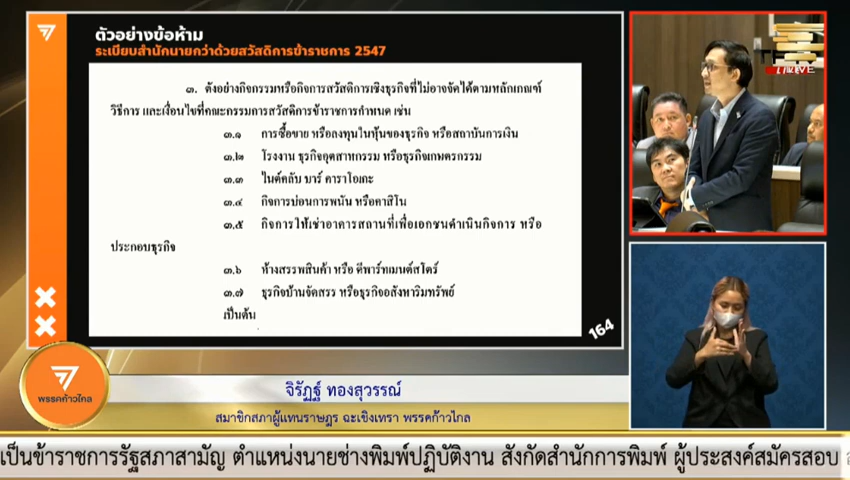 ตัวอย่างข้อห้าม
ระเบียบสำนักนายกว่าด้วยสวัสดิการข้าราชการ 2547
๓. ตัวอย่างกิจกรรมหรือกิจการสวัสดิการเชิงธุรกิจที่ไม่อาจจัดได้ตามหลักเกณฑ์
วิธีการ และเงื่อนไขที่คณะกรรมการสวัสดิการข้าราชการกำหนด เช่น
๓.๑ การซื้อขาย หรือลงทุนในหุ้นของธุรกิจ หรือสถาบันการเงิน
๓.๒ โรงงาน ธุรกิจอุตสาหกรรม หรือธุรกิจเกษตรกรรม
๓.๓ ไนต์คลับ บาร์ คาราโอเกะ
๓.๔ กิจการบ่อนการพนัน หรือคาสิโน
๓.๕ กิจการให้เช่าอาคารสถานที่เพื่อเอกชนดำเนินกิจการ หรือ
ประกอบธุรกิจ
๓.๖ ห้างสรรพสินค้า หรือ ดีพาร์ทเมนต์สโตร์
๓.๗ ธุรกิจบ้านจัดสรร หรือธุรกิจอสังหาริมทรัพย์
เป็นต้น
164
LIVE
พรรคก้าวไกล
จิรัฏฐ์ ทองสุวรรณ์
สมาชิกสภาผู้แทนราษฎร ฉะเชิงเทรา พรรคก้าวไกล
เป็นข้าราชการรัฐสภาสามัญ ตำแหน่งนายช่างพิมพ์ปฏิบัติงาน สังกัดสำนักการพิมพ์ ผู้ประสงค์สมัครสอบ